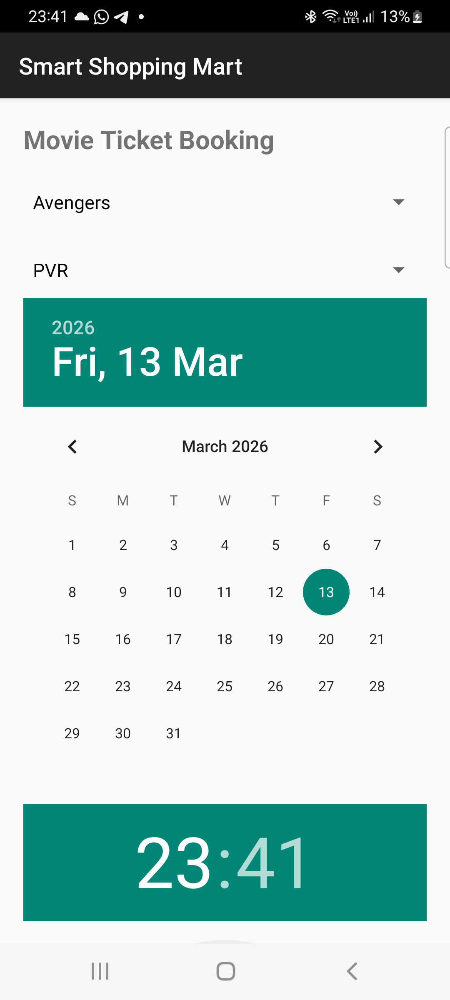 23:41 Vo)) LTE1 13%
Smart Shopping Mart
Movie Ticket Booking
Avengers
PVR
2026
Fri, 13 Mar
March 2026
S M T W T F S
1 2 3 4 5 6 7
8 9 10 11 12 13 14
15 16 17 18 19 20 21
22 23 24 25 26 27 28
29 30 31
23:41